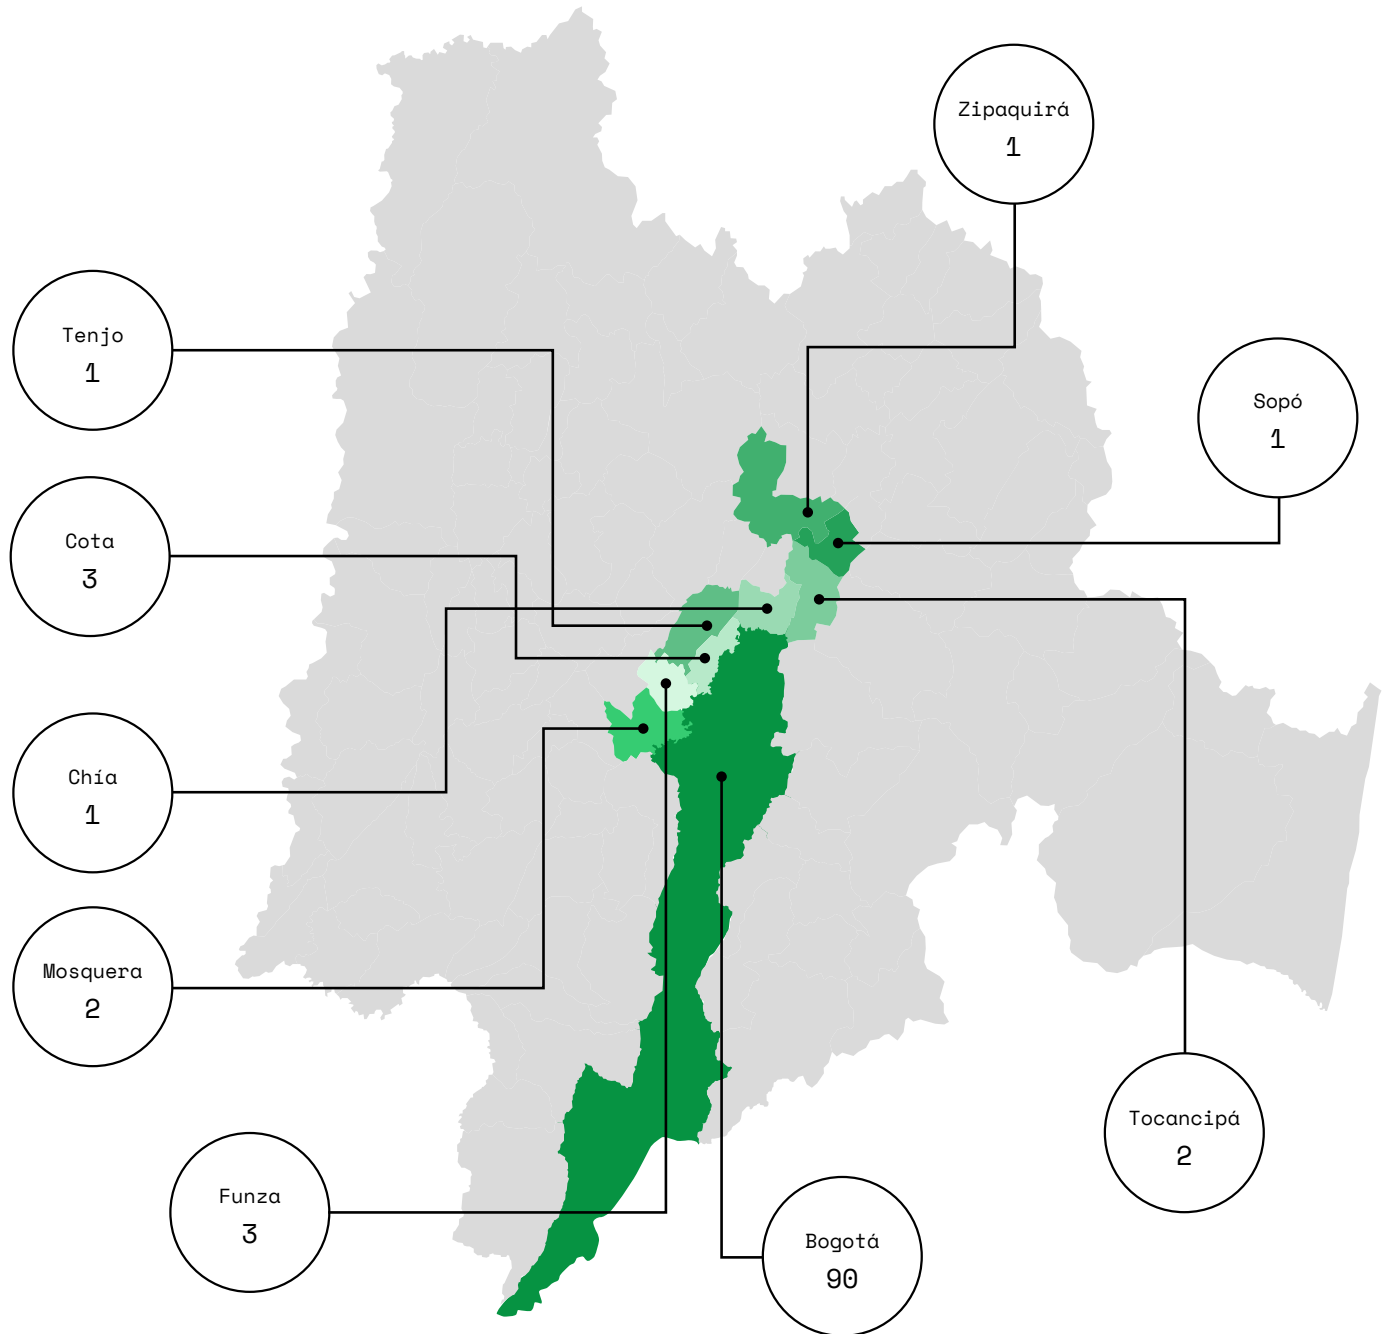 Zipaquirá
1
Tenjo
1
Sopó
1
Cota
3
Chía
1
Mosquera
2
Tocancipá
2
Funza
3
Bogotá
90